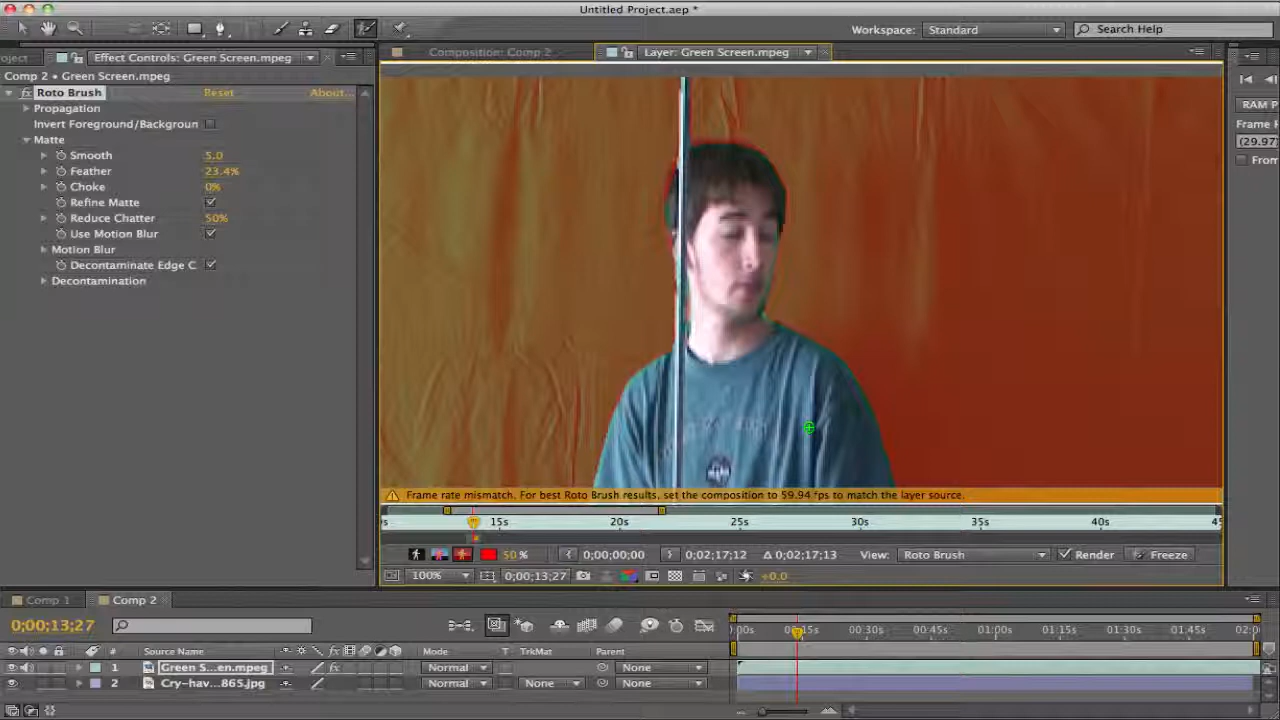 Untitled Project.aep *
Workspace: Standard Search Help
oject Effect Controls: Green Screen.mpeg Composition: Comp 2 Layer: Green Screen.mpeg
Comp 2 • Green Screen.mpeg
Roto Brush Reset About...
Propagation
Invert Foreground/Backgroun
Matte
Smooth 5.0
Feather 23.4%
Choke 0%
Refine Matte
Reduce Chatter 50%
Use Motion Blur
Motion Blur
Decontaminate Edge C
Decontamination
RAM P
Frame R
(29.97)
From
Frame rate mismatch. For best Roto Brush results, set the composition to 59.94 fps to match the layer source.
s 15s 20s 25s 30s 35s 40s 45
50 % 0;00;00;00 0;02;17;12 Δ 0;02;17;13 View: Roto Brush Render Freeze
100% 0;00;13;27 +0.0
Comp 1 Comp 2
0;00;13;27
:00s 00:15s 00:30s 00:45s 01:00s 01:15s 01:30s 01:45s 02:0
# Source Name Mode T TrkMat Parent
1 Green S...en.mpeg Normal None
2 Cry-hav...865.jpg Normal None None